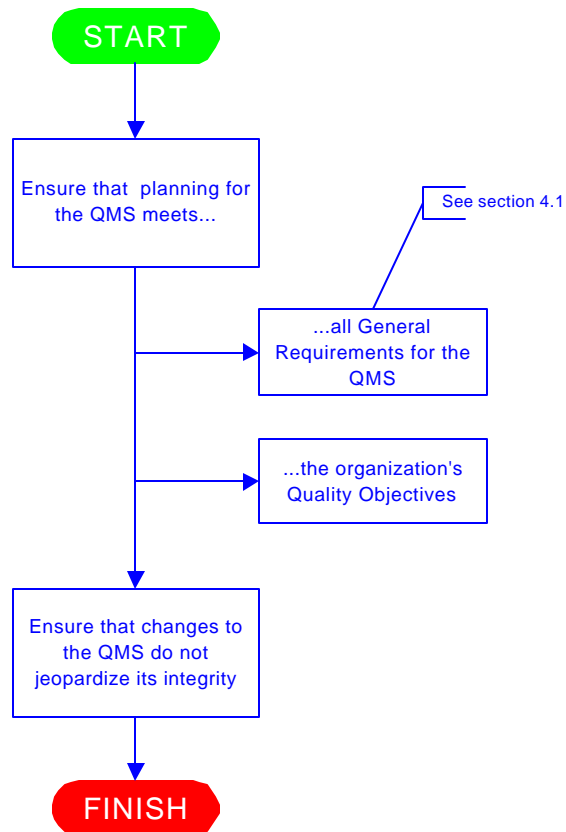 START
Ensure that planning for
the QMS meets...
See section 4.1
...all General
Requirements for the
QMS
...the organization's
Quality Objectives
Ensure that changes to
the QMS do not
jeopardize its integrity
FINISH